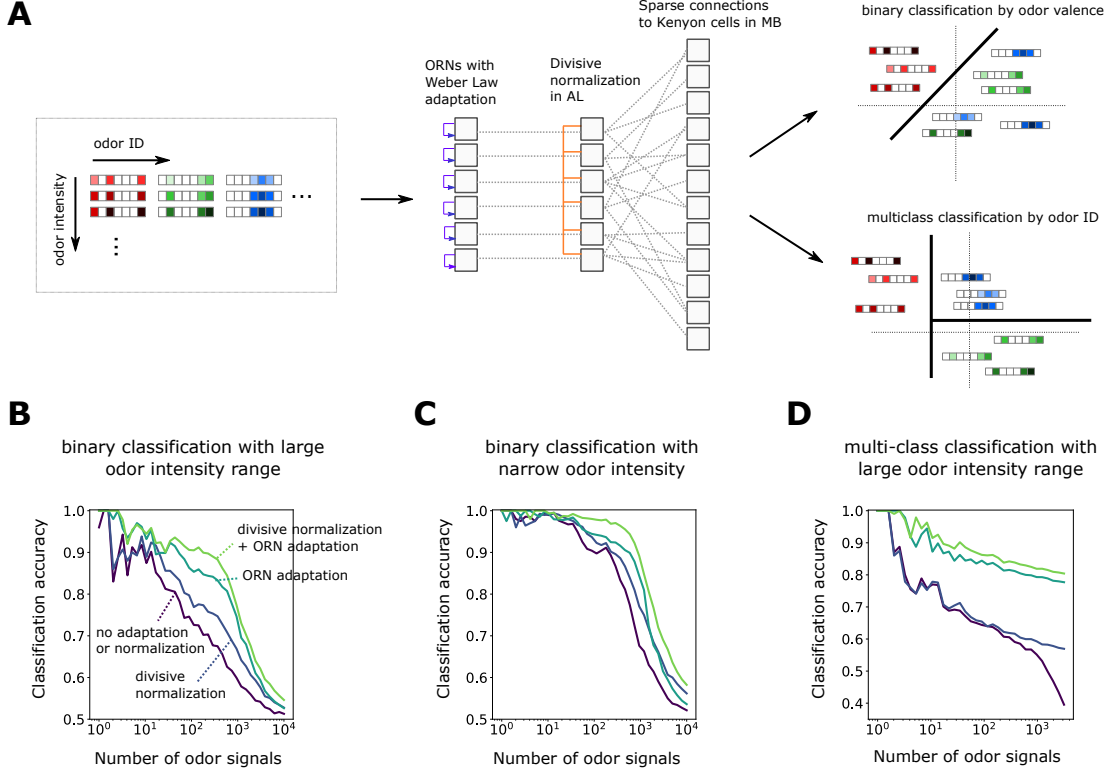 A
ORNs with
Weber Law
adaptation
Divisive
normalization
in AL
Sparse connections
to Kenyon cells in MB
binary classification by odor valence
odor ID
odor intensity
...
⋮
multiclass classification by odor ID
B
binary classification with large
odor intensity range
Classification accuracy
1.0
0.9
0.8
0.7
0.6
0.5
divisive normalization
+ ORN adaptation
ORN adaptation
no adaptation
or normalization
divisive
normalization
10⁰ 10¹ 10² 10³ 10⁴
Number of odor signals
C
binary classification with
narrow odor intensity
Classification accuracy
1.0
0.9
0.8
0.7
0.6
0.5
10⁰ 10¹ 10² 10³ 10⁴
Number of odor signals
D
multi-class classification with
large odor intensity range
Classification accuracy
1.0
0.9
0.8
0.7
0.6
0.5
0.4
10⁰ 10¹ 10² 10³
Number of odor signals